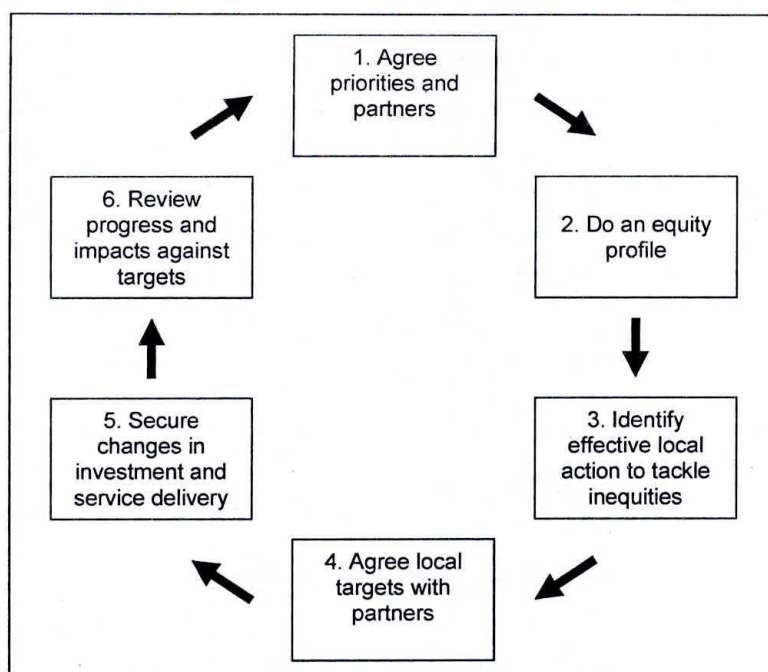 1. Agree
priorities and
partners
2. Do an equity
profile
3. Identify
effective local
action to tackle
inequities
4. Agree local
targets with
partners
5. Secure
changes in
investment and
service delivery
6. Review
progress and
impacts against
targets